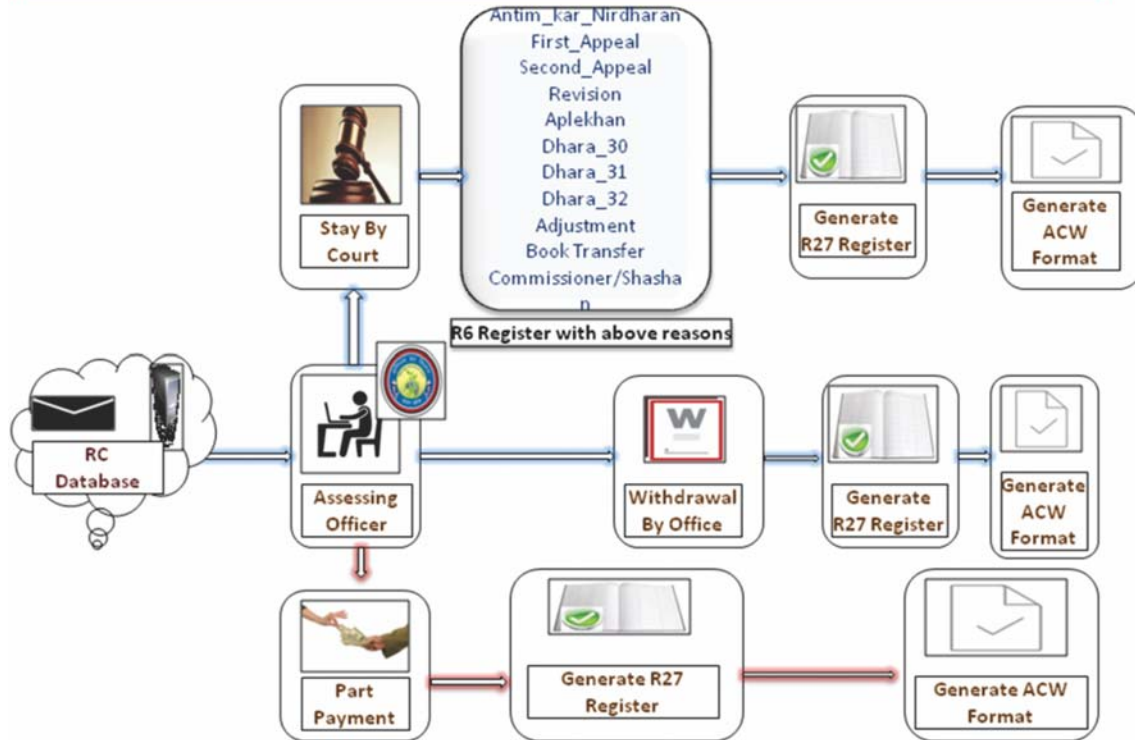 Antim_kar_Nirdharan
First_Appeal
Second_Appeal
Revision
Aplekhan
Dhara_30
Dhara_31
Dhara_32
Adjustment
Book Transfer
Commissioner/Shasha
n
Stay By
Court
Generate
R27 Register
Generate
ACW
Format
R6 Register with above reasons
RC
Database
Assessing
Officer
W
Withdrawal
By Office
Generate
R27 Register
Generate
ACW
Format
Part
Payment
Generate R27
Register
Generate ACW
Format